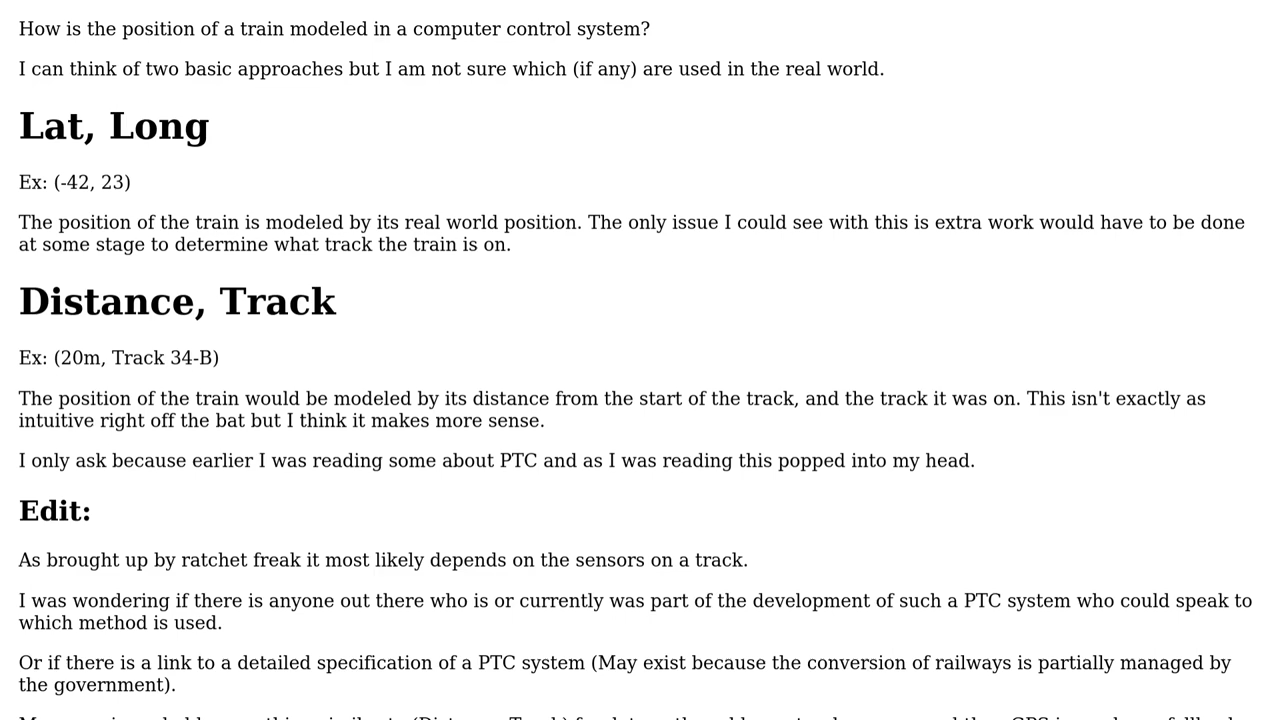 How is the position of a train modeled in a computer control system?
I can think of two basic approaches but I am not sure which (if any) are used in the real world.
Lat, Long
Ex: (-42, 23)
The position of the train is modeled by its real world position. The only issue I could see with this is extra work would have to be done
at some stage to determine what track the train is on.
Distance, Track
Ex: (20m, Track 34-B)
The position of the train would be modeled by its distance from the start of the track, and the track it was on. This isn't exactly as
intuitive right off the bat but I think it makes more sense.
I only ask because earlier I was reading some about PTC and as I was reading this popped into my head.
Edit:
As brought up by ratchet freak it most likely depends on the sensors on a track.
I was wondering if there is anyone out there who is or currently was part of the development of such a PTC system who could speak to
which method is used.
Or if there is a link to a detailed specification of a PTC system (May exist because the conversion of railways is partially managed by
the government).